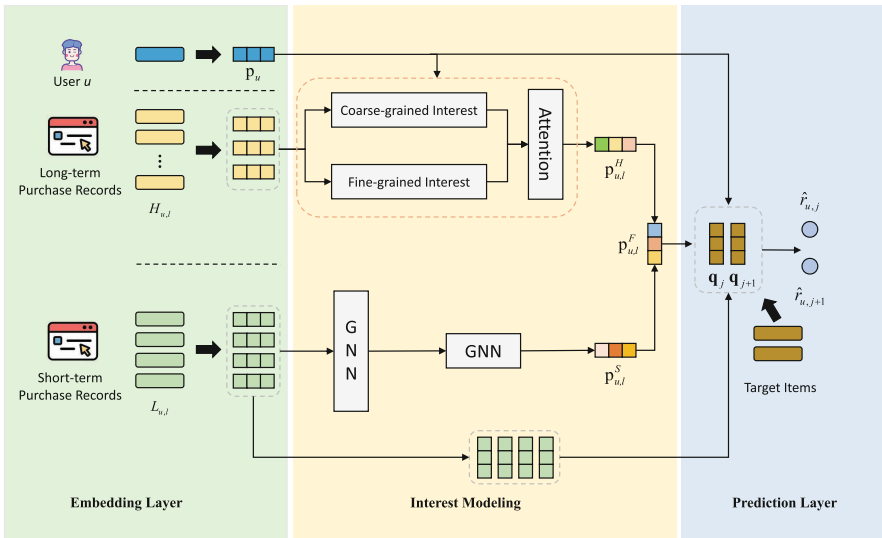 User u
p_u
Long-term
Purchase Records
H_{u,l}
Coarse-grained Interest
Fine-grained Interest
Attention
p^H_{u,l}
p^F_{u,l}
q_j q_{j+1}
r̂_{u,j}
r̂_{u,j+1}
Short-term
Purchase Records
L_{u,l}
G
N
N
GNN
p^S_{u,l}
Target Items
Embedding Layer
Interest Modeling
Prediction Layer